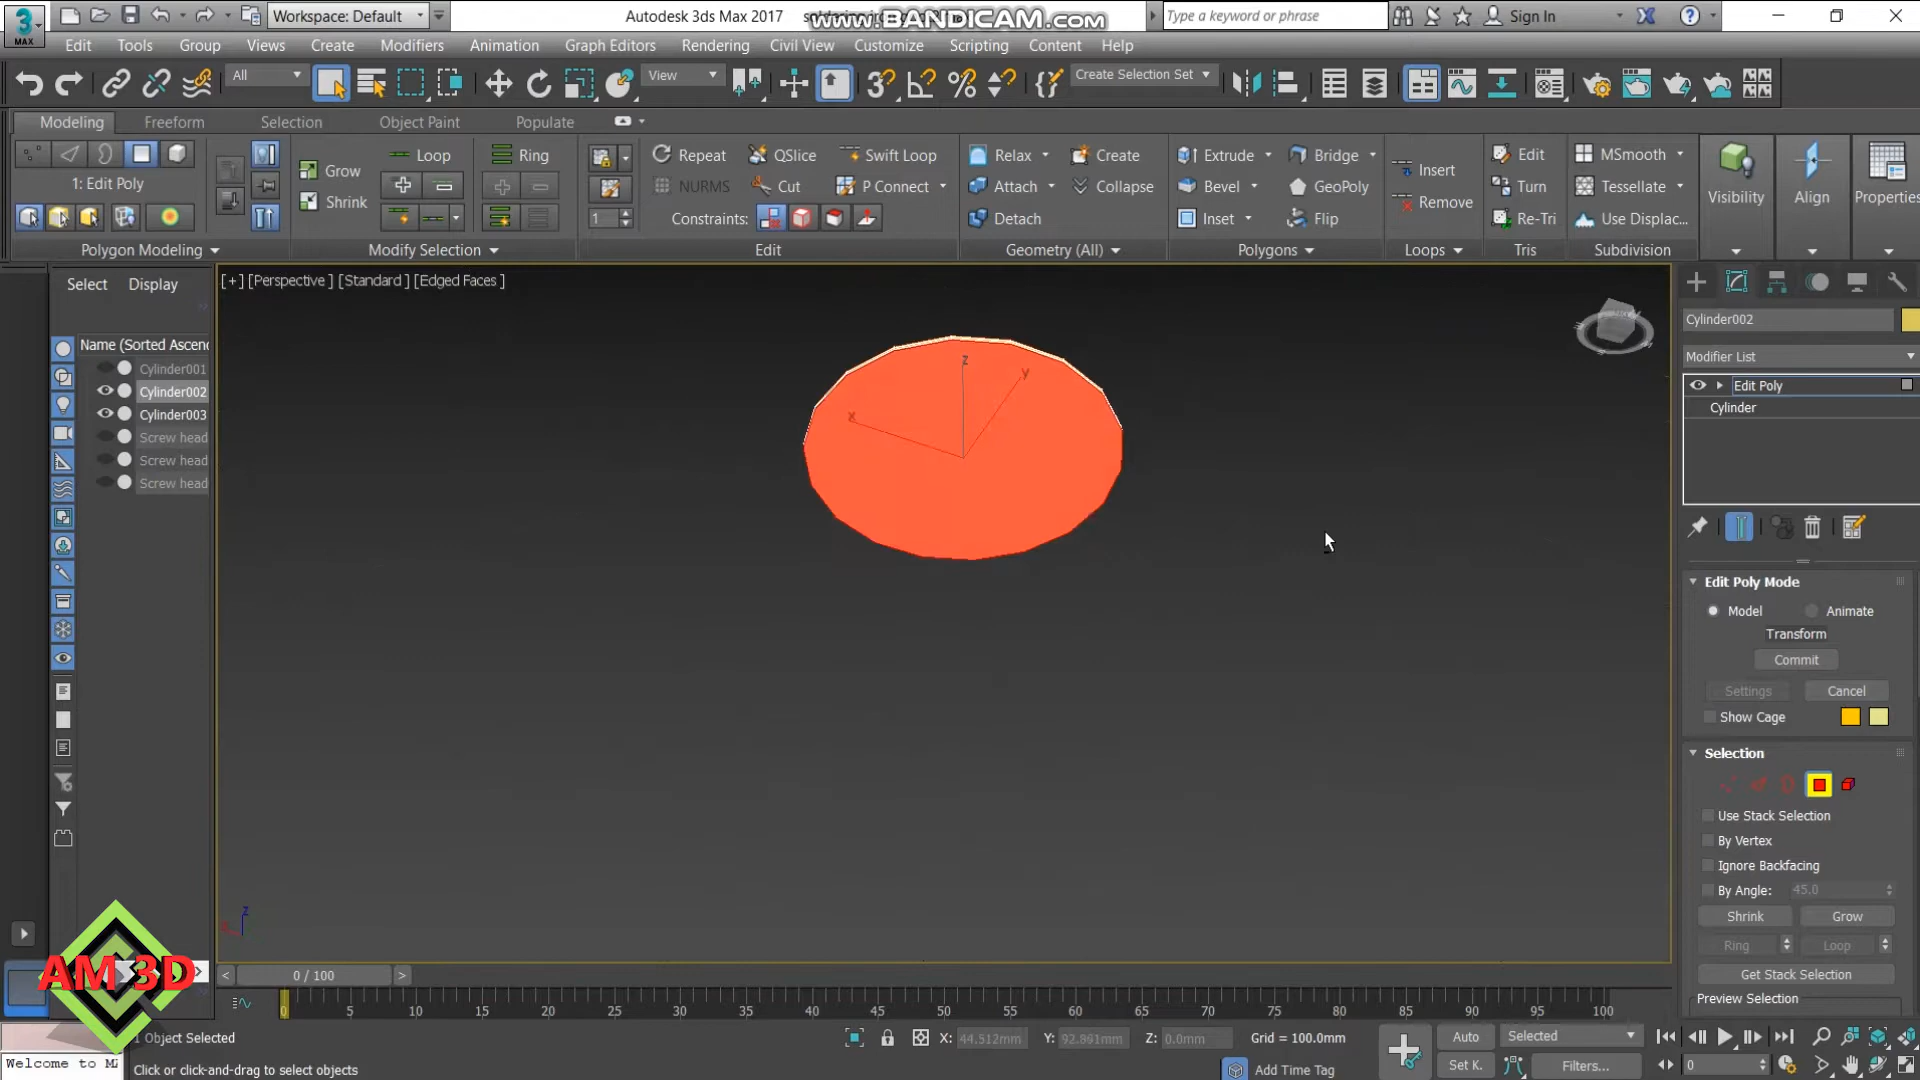 Workspace: Default
Autodesk 3ds Max 2017
www.BANDICAM.com
Type a keyword or phrase
Sign In
MAX
Edit Tools Group Views Create Modifiers Animation Graph Editors Rendering Civil View Customize Scripting Content Help
All
View
Create Selection Set
Modeling Freeform Selection Object Paint Populate
Loop Ring Repeat QSlice Swift Loop Relax Create Extrude Bridge Edit MSmooth
Grow Insert
1: Edit Poly NURMS Cut P Connect Attach Collapse Bevel GeoPoly Turn Tessellate Visibility Align Properties
Shrink Remove
1 Constraints: Detach Inset Flip Re-Tri Use Displac...
Polygon Modeling Modify Selection Edit Geometry (All) Polygons Loops Tris Subdivision
Select Display
[+] [Perspective ] [Standard ] [Edged Faces ]
Name (Sorted Ascen
Cylinder001
Cylinder002
Cylinder003
Screw head
Screw head
Screw head
x
y
z
Cylinder002
Modifier List
Edit Poly
Cylinder
Edit Poly Mode
Model Animate
Transform
Commit
Settings Cancel
Show Cage
Selection
Use Stack Selection
By Vertex
Ignore Backfacing
By Angle: 45.0
Shrink Grow
Ring Loop
Get Stack Selection
Preview Selection
z
AM 3D
< 0 / 100 >
0 5 10 15 20 25 30 35 40 45 50 55 60 65 70 75 80 85 90 95 100
1 Object Selected
X: 44.512mm Y: 92.801mm Z: 0.0mm Grid = 100.0mm
Auto Selected
Welcome to M
Click or click-and-drag to select objects
Add Time Tag
Set K. Filters...
0